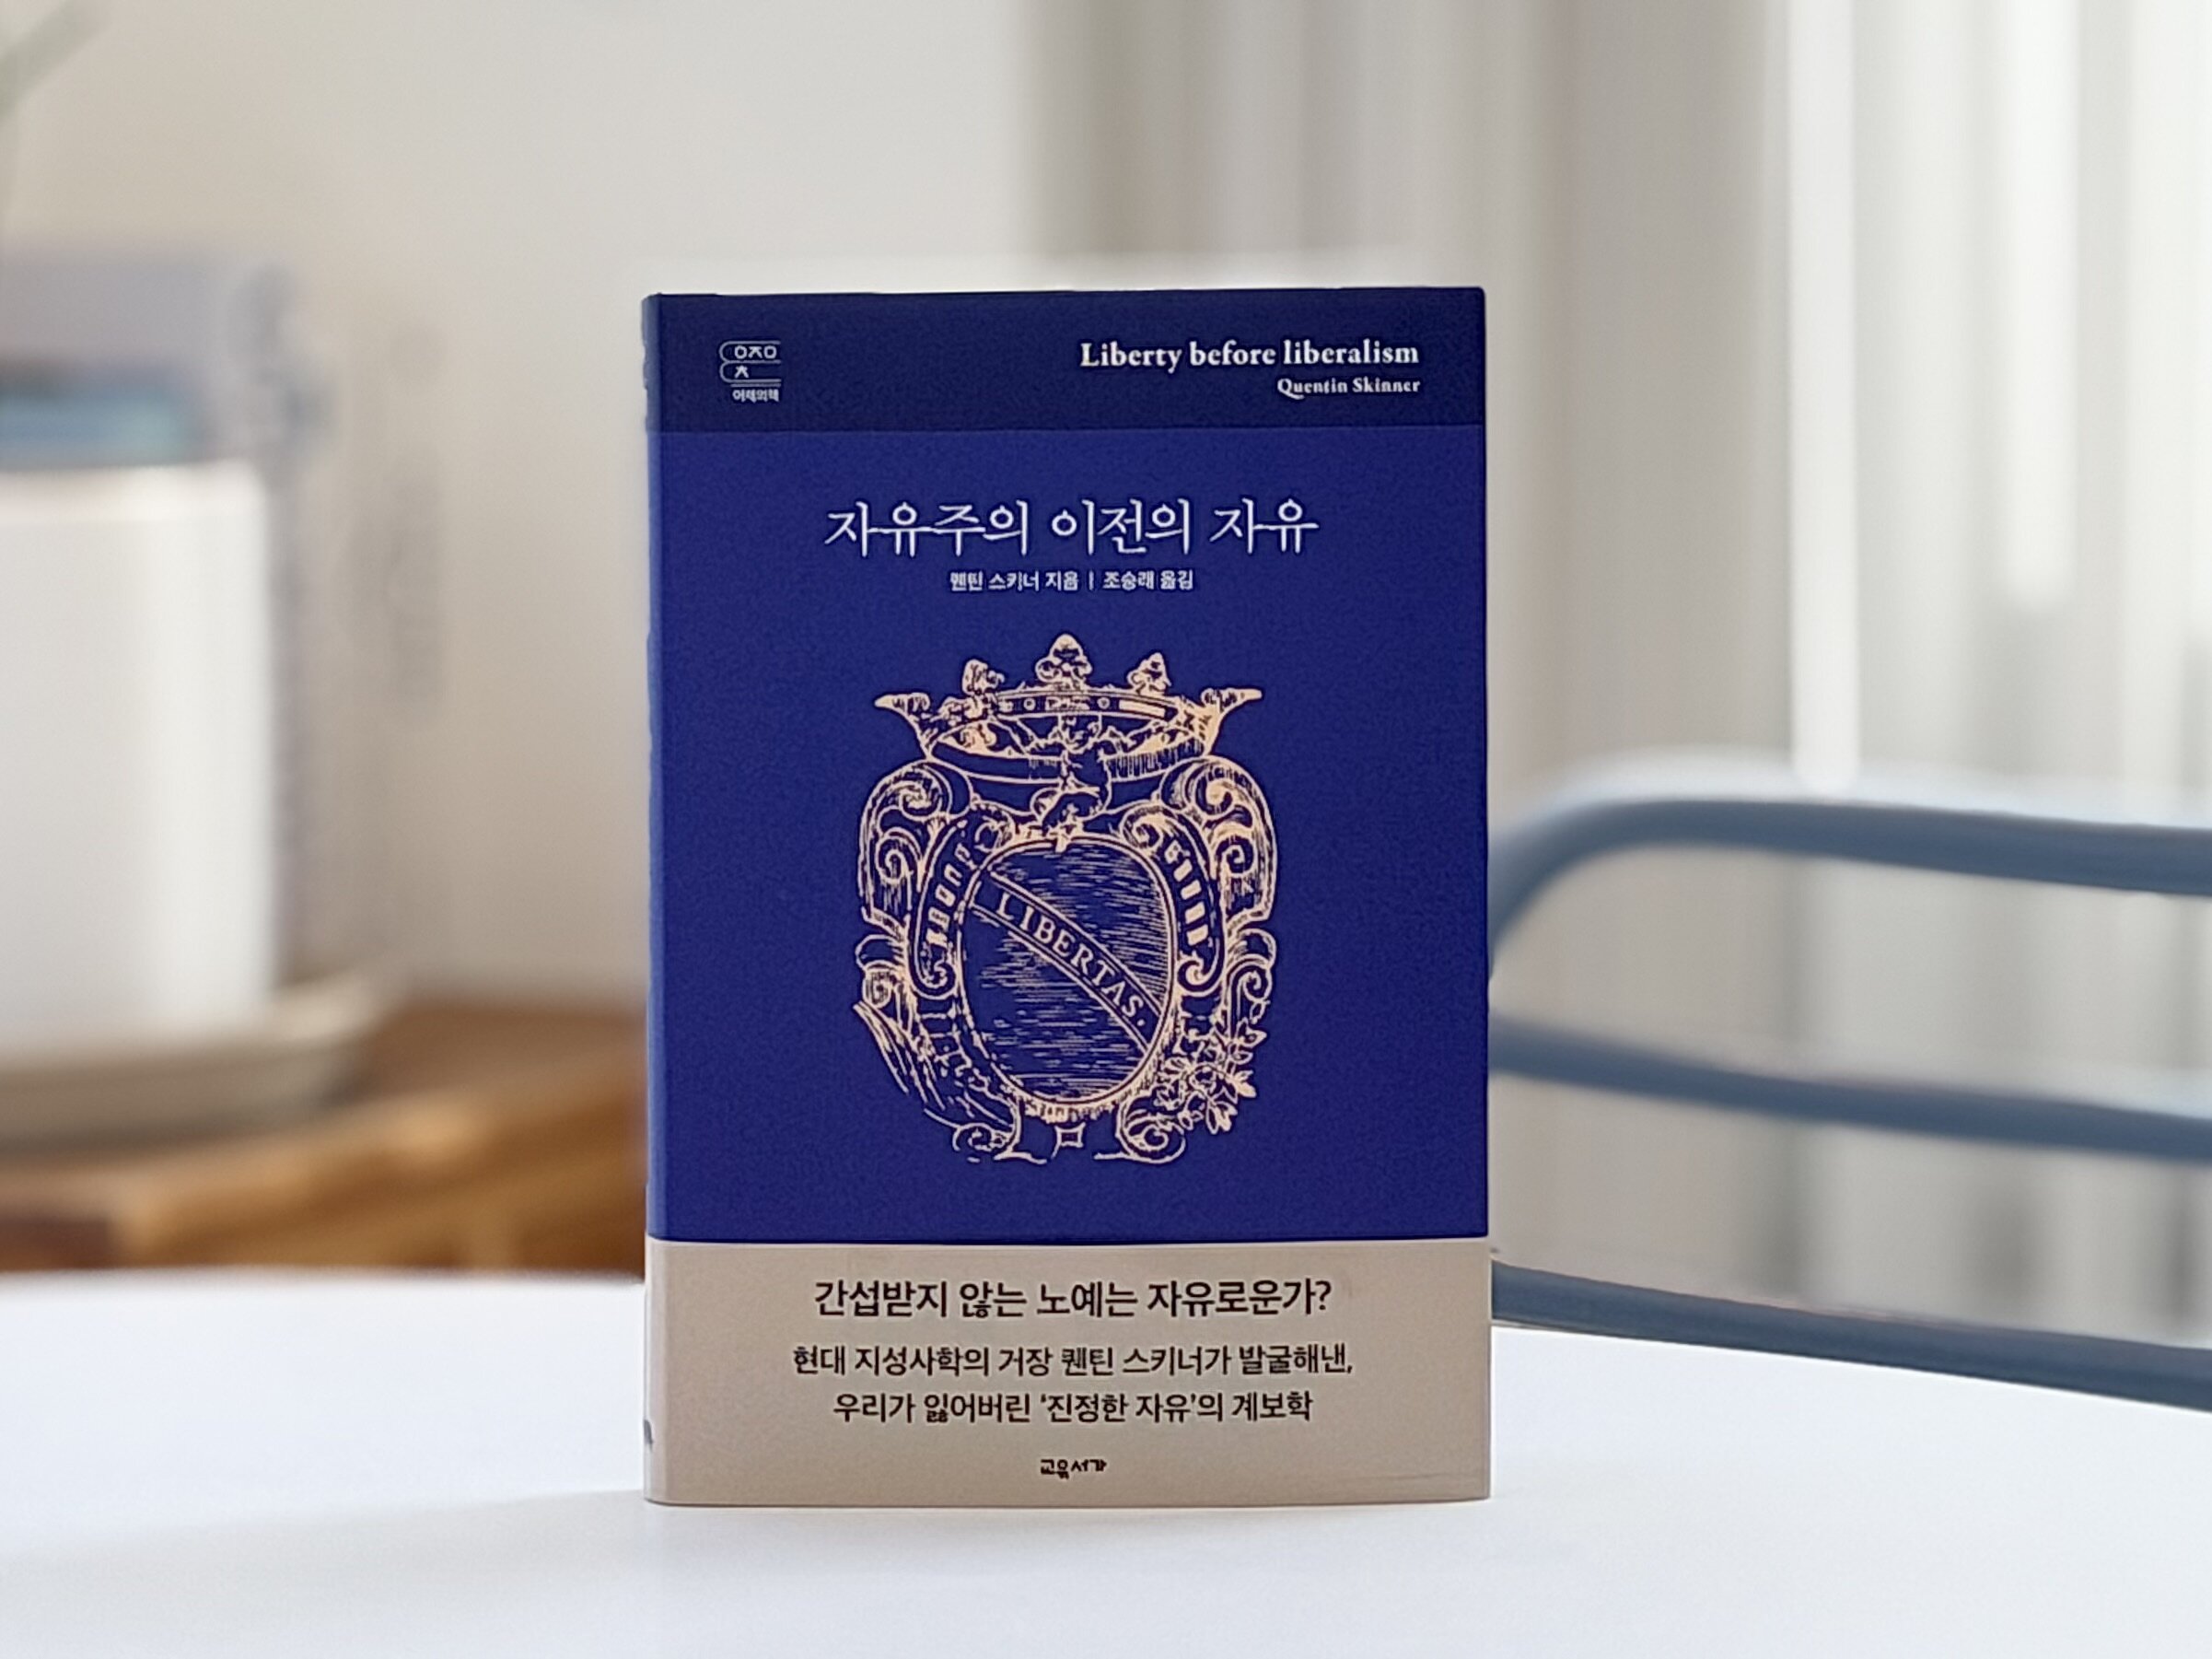 Liberty before liberalism
Quentin Skinner
자유주의 이전의 자유
퀜틴 스키너 지음 | 조승래 옮김
LIBERTAS.
간섭받지 않는 노예는 자유로운가?
현대 지성사학의 거장 퀜틴 스키너가 발굴해낸,
우리가 잃어버린 ‘진정한 자유’의 계보학
교유서가